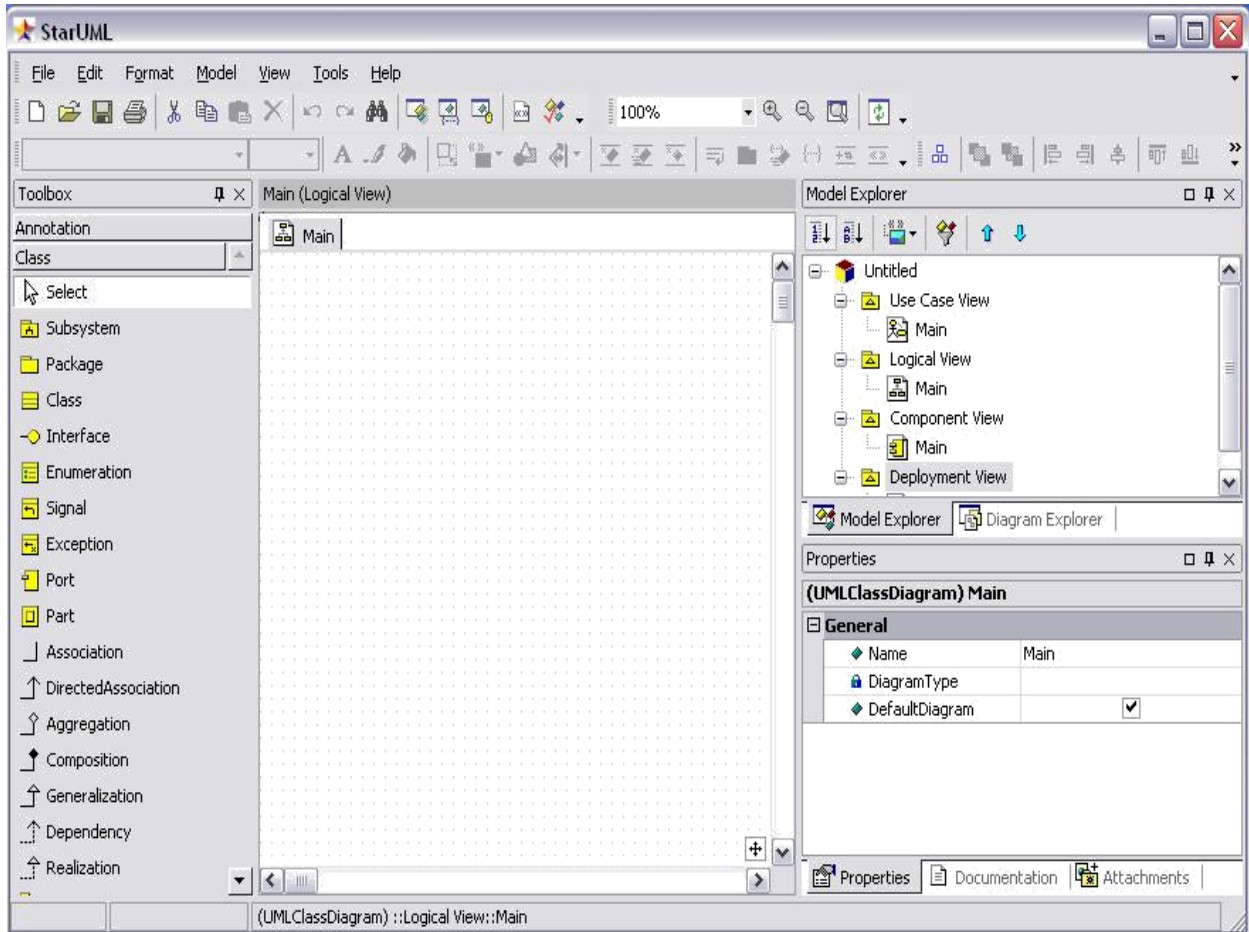 StarUML
File Edit Format Model View Tools Help
100%
Toolbox
Annotation
Class
Select
Subsystem
Package
Class
Interface
Enumeration
Signal
Exception
Port
Part
Association
DirectedAssociation
Aggregation
Composition
Generalization
Dependency
Realization
Main (Logical View)
Main
Model Explorer
Untitled
Use Case View
Main
Logical View
Main
Component View
Main
Deployment View
Model Explorer Diagram Explorer
Properties
(UMLClassDiagram) Main
General
Name Main
DiagramType
DefaultDiagram
Properties Documentation Attachments
(UMLClassDiagram) ::Logical View::Main